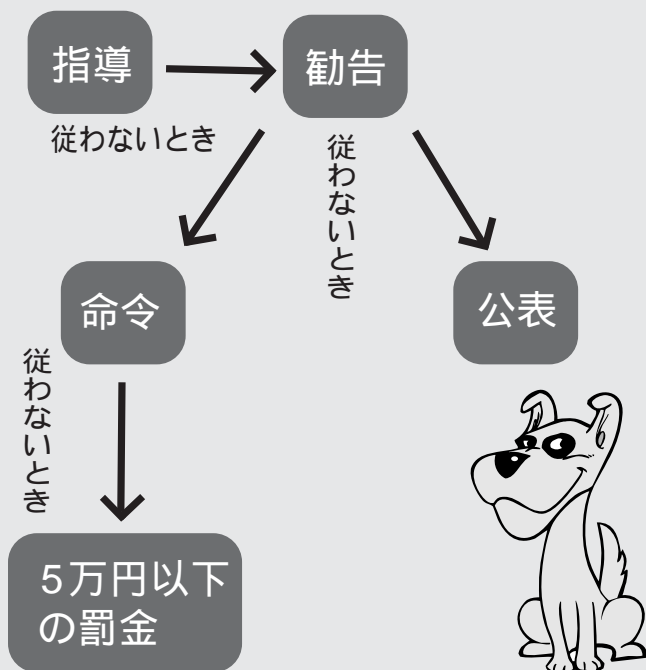 指導
勧告
従わないとき
従わないとき
命令
公表
従わないとき
5万円以下
の罰金